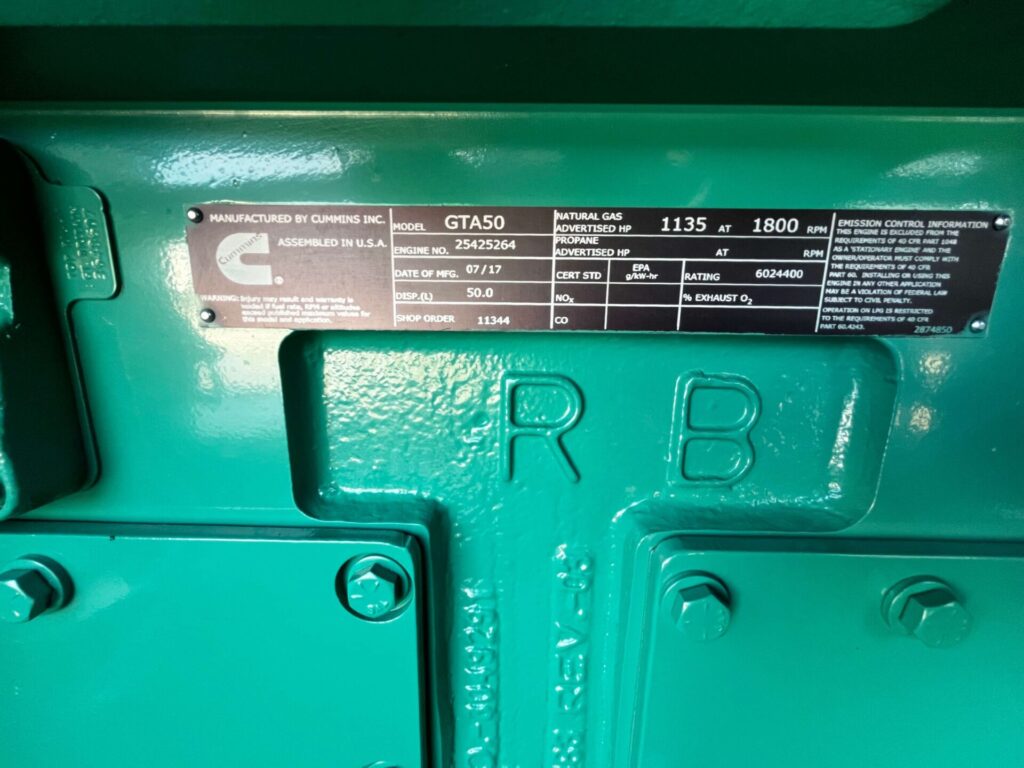 MANUFACTURED BY CUMMINS INC.
Cummins
ASSEMBLED IN U.S.A.
®
WARNING: Injury may result and warranty is
voided if fuel rate, RPM or altitudes
exceed published maximum values for
this model and application.
MODEL GTA50
ENGINE NO. 25425264
DATE OF MFG. 07/17
DISP.(L) 50.0
SHOP ORDER 11344
NATURAL GAS
ADVERTISED HP 1135 AT 1800 RPM
PROPANE
ADVERTISED HP AT RPM
CERT STD EPA g/kW-hr RATING 6024400
NOx % EXHAUST O2
CO
EMISSION CONTROL INFORMATION
THIS ENGINE IS EXCLUDED FROM THE
REQUIREMENTS OF 40 CFR PART 1048
AS A 'STATIONARY ENGINE' AND THE
OWNER/OPERATOR MUST COMPLY WITH
THE REQUIREMENTS OF 40 CFR
PART 60. INSTALLING OR USING THIS
ENGINE IN ANY OTHER APPLICATION
MAY BE A VIOLATION OF FEDERAL LAW
SUBJECT TO CIVIL PENALTY.
OPERATION ON LPG IS RESTRICTED
TO THE REQUIREMENTS OF 40 CFR
PART 60.4243.
2874850
R B
REV-03